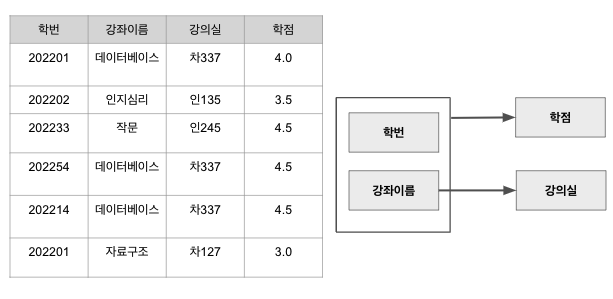 학번 강좌이름 강의실 학점
202201 데이터베이스 차337 4.0
202202 인지심리 인135 3.5
202233 작문 인245 4.5
202254 데이터베이스 차337 4.5
202214 데이터베이스 차337 4.5
202201 자료구조 차127 3.0
학번
강좌이름
학점
강의실